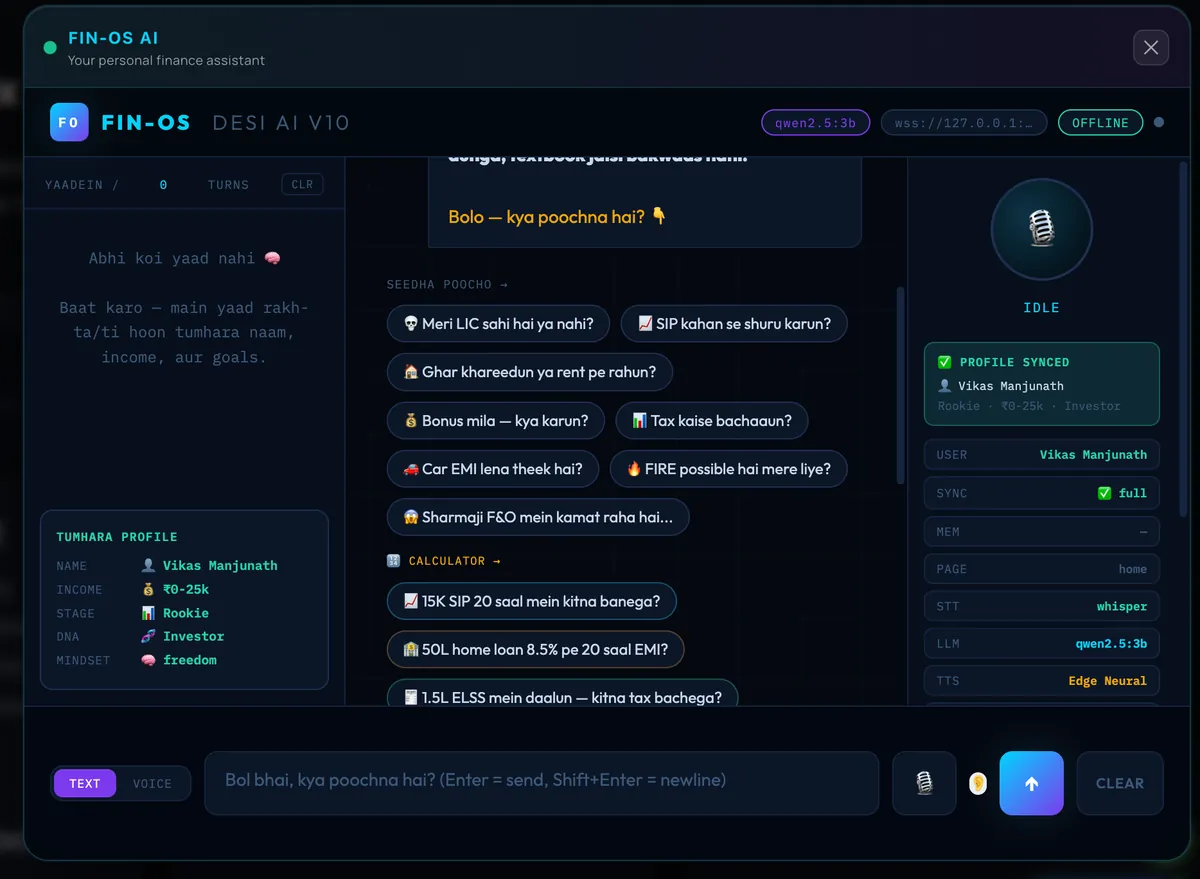 FIN-OS AI
Your personal finance assistant
FO FIN-OS DESI AI V10
qwen2.5:3b
wss://127.0.0.1:…
OFFLINE
YAADEIN / 0 TURNS CLR
Abhi koi yaad nahi 🧠
Baat karo — main yaad rakh-
ta/ti hoon tumhara naam,
income, aur goals.
TUMHARA PROFILE
NAME 👤 Vikas Manjunath
INCOME 💰 ₹0-25k
STAGE 📊 Rookie
DNA 🧬 Investor
MINDSET 🧠 freedom
dunga, textbook jaisi bakwaas nahi.
Bolo — kya poochna hai? 👇
SEEDHA POOCHO →
💀 Meri LIC sahi hai ya nahi?
📈 SIP kahan se shuru karun?
🏠 Ghar khareedun ya rent pe rahun?
💰 Bonus mila — kya karun?
📊 Tax kaise bachaaun?
🚗 Car EMI lena theek hai?
🔥 FIRE possible hai mere liye?
😱 Sharmaji F&O mein kamat raha hai...
🔢 CALCULATOR →
📈 15K SIP 20 saal mein kitna banega?
🏦 50L home loan 8.5% pe 20 saal EMI?
🧾 1.5L ELSS mein daalun — kitna tax bachega?
IDLE
✅ PROFILE SYNCED
👤 Vikas Manjunath
Rookie · ₹0-25k · Investor
USER Vikas Manjunath
SYNC ✅ full
MEM —
PAGE home
STT whisper
LLM qwen2.5:3b
TTS Edge Neural
TEXT VOICE
Bol bhai, kya poochna hai? (Enter = send, Shift+Enter = newline)
CLEAR